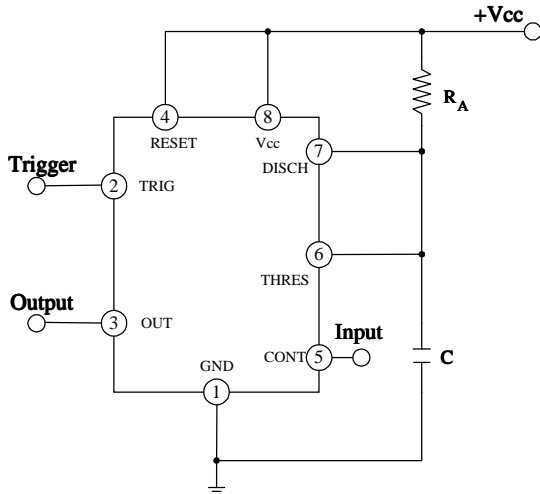 +Vcc
4
8
RESET
Vcc
R_A
7
DISCH
Trigger
2
TRIG
6
THRES
Output
3
OUT
Input
GND
CONT
5
C
1